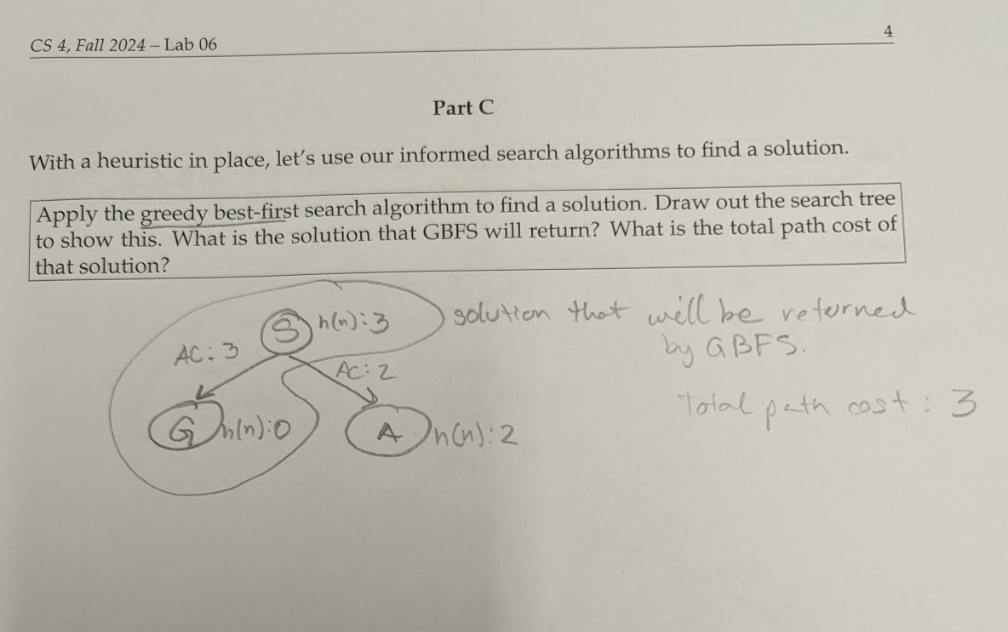 CS 4, Fall 2024 – Lab 06
4
Part C
With a heuristic in place, let's use our informed search algorithms to find a solution.
Apply the greedy best-first search algorithm to find a solution. Draw out the search tree
to show this. What is the solution that GBFS will return? What is the total path cost of
that solution?
S h(n):3
solution that will be returned
by GBFS.
AC: 3
AC: 2
Total path cost: 3
G h(n):0
A h(n):2